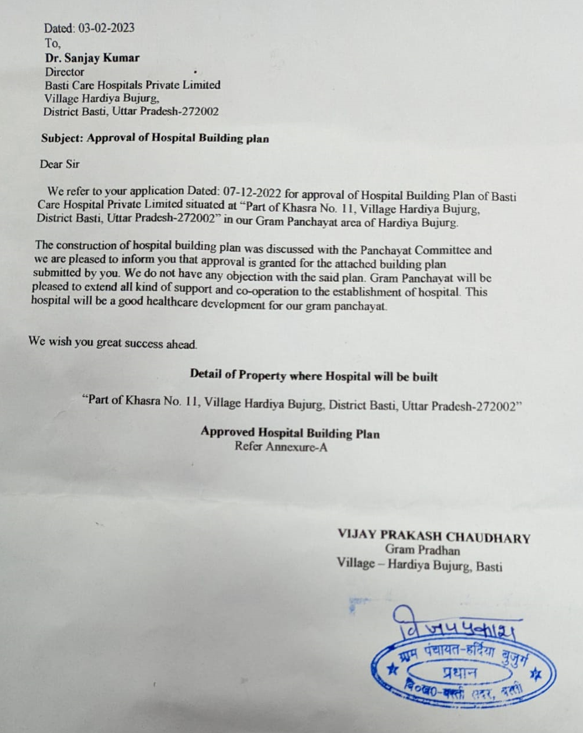 Dated: 03-02-2023
To,
Dr. Sanjay Kumar
Director
Basti Care Hospitals Private Limited
Village Hardiya Bujurg,
District Basti, Uttar Pradesh-272002
Subject: Approval of Hospital Building plan
Dear Sir
We refer to your application Dated: 07-12-2022 for approval of Hospital Building Plan of Basti
Care Hospital Private Limited situated at “Part of Khasra No. 11, Village Hardiya Bujurg,
District Basti, Uttar Pradesh-272002” in our Gram Panchayat area of Hardiya Bujurg.
The construction of hospital building plan was discussed with the Panchayat Committee and
we are pleased to inform you that approval is granted for the attached building plan
submitted by you. We do not have any objection with the said plan. Gram Panchayat will be
pleased to extend all kind of support and co-operation to the establishment of hospital. This
hospital will be a good healthcare development for our gram panchayat.
We wish you great success ahead.
Detail of Property where Hospital will be built
“Part of Khasra No. 11, Village Hardiya Bujurg, District Basti, Uttar Pradesh-272002”
Approved Hospital Building Plan
Refer Annexure-A
VIJAY PRAKASH CHAUDHARY
Gram Pradhan
Village – Hardiya Bujurg, Basti
विजय प्रकाश
ग्राम पंचायत-हर्दिया बुजुर्ग
प्रधान
वि०ख०-बस्ती सदर, बस्ती